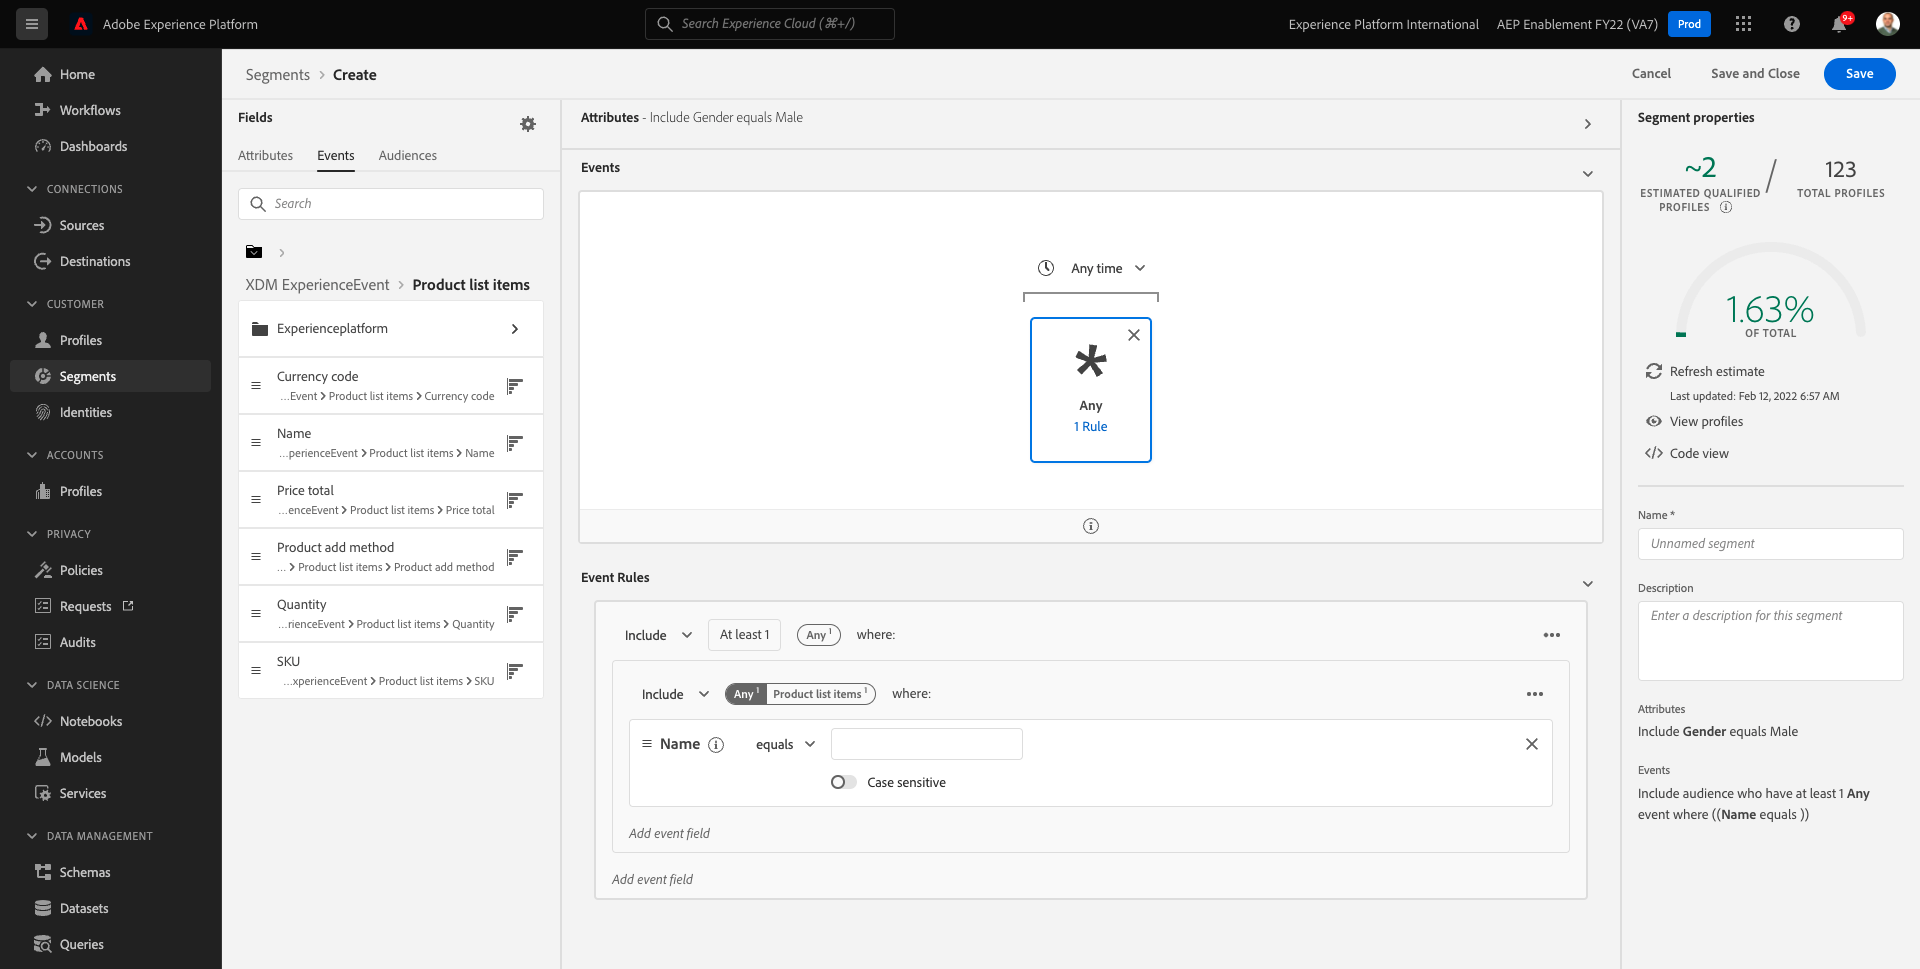 Adobe Experience Platform
Search Experience Cloud (⌘+/)
Experience Platform International
AEP Enablement FY22 (VA7)
Prod
9+
Home
Workflows
Dashboards
CONNECTIONS
Sources
Destinations
CUSTOMER
Profiles
Segments
Identities
ACCOUNTS
Profiles
PRIVACY
Policies
Requests
Audits
DATA SCIENCE
Notebooks
Models
Services
DATA MANAGEMENT
Schemas
Datasets
Queries
Segments > Create
Cancel
Save and Close
Save
Fields
Attributes
Events
Audiences
Search
XDM ExperienceEvent > Product list items
Experienceplatform
Currency code
...Event > Product list items > Currency code
Name
...perienceEvent > Product list items > Name
Price total
...enceEvent > Product list items > Price total
Product add method
... > Product list items > Product add method
Quantity
...rienceEvent > Product list items > Quantity
SKU
...xperienceEvent > Product list items > SKU
Attributes - Include Gender equals Male
Events
Any time
Any
1 Rule
Event Rules
Include
At least 1
Any 1
where:
Include
Any 1
Product list items 1
where:
Name
equals
Case sensitive
Add event field
Add event field
Segment properties
~2
ESTIMATED QUALIFIED
PROFILES
/
123
TOTAL PROFILES
1.63%
OF TOTAL
Refresh estimate
Last updated: Feb 12, 2022 6:57 AM
View profiles
</> Code view
Name *
Unnamed segment
Description
Enter a description for this segment
Attributes
Include Gender equals Male
Events
Include audience who have at least 1 Any
event where ((Name equals ))